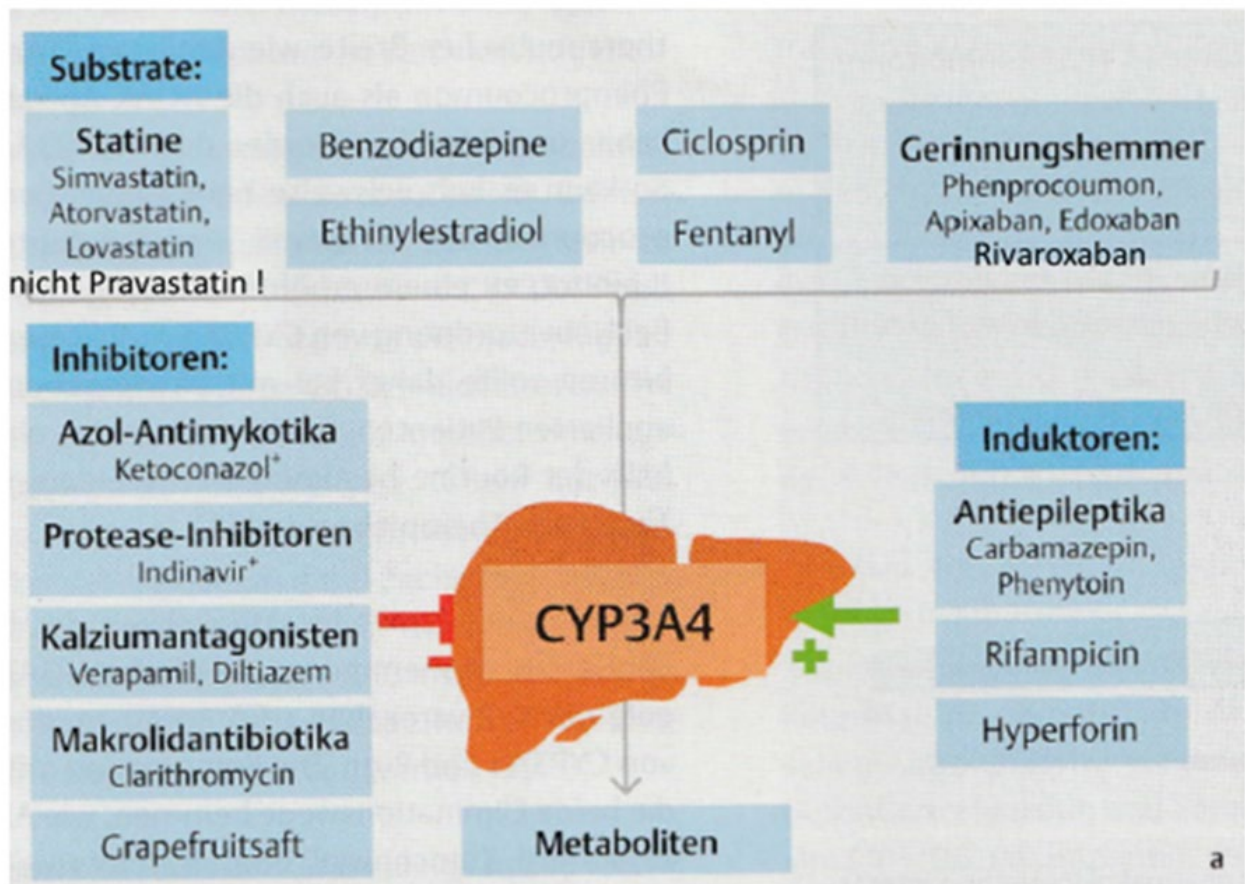 Substrate:
Statine
Simvastatin,
Atorvastatin,
Lovastatin
nicht Pravastatin !
Benzodiazepine
Ethinylestradiol
Ciclosprin
Fentanyl
Gerinnungshemmer
Phenprocoumon,
Apixaban, Edoxaban
Rivaroxaban
Inhibitoren:
Azol-Antimykotika
Ketoconazol⁺
Protease-Inhibitoren
Indinavir⁺
Kalziumantagonisten
Verapamil, Diltiazem
Makrolidantibiotika
Clarithromycin
Grapefruitsaft
CYP3A4
Induktoren:
Antiepileptika
Carbamazepin,
Phenytoin
Rifampicin
Hyperforin
Metaboliten
a